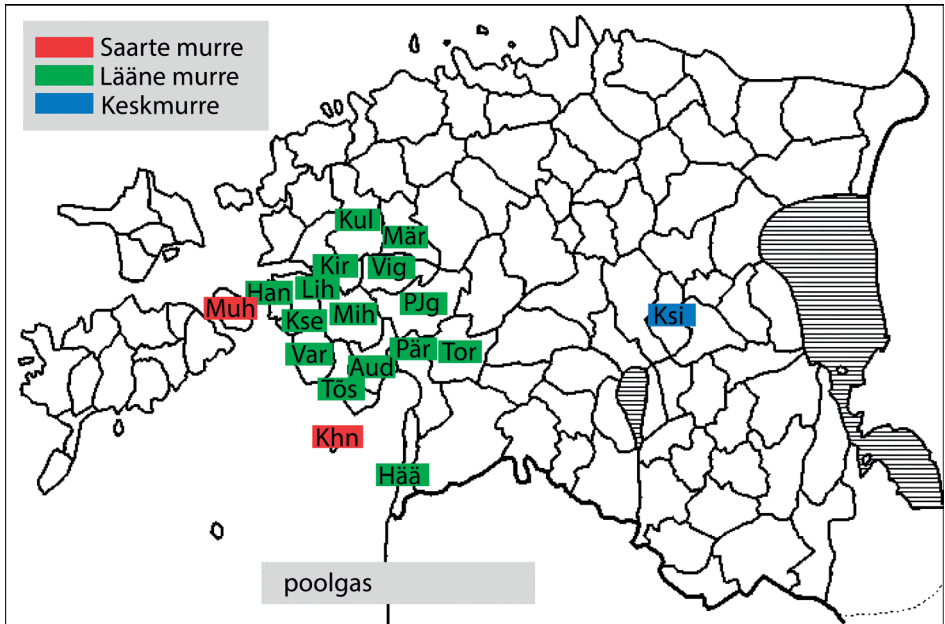 Saarte murre
Lääne murre
Keskmurre
Kul
Mär
Kir
Vig
Han
Lih
Muh
PJg
Kse
Mih
Ksi
Var
Aud
Pär
Tor
Tõs
Khn
Hää
poolgas